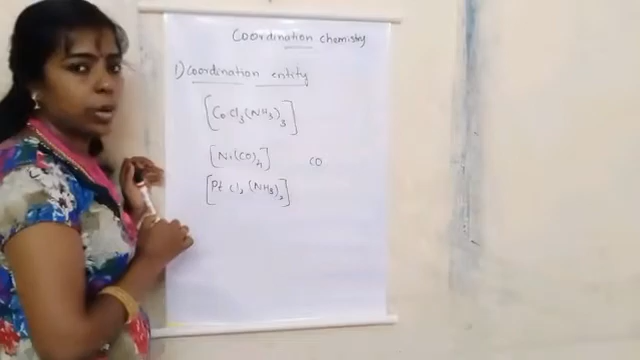 Coordination chemistry
1) Coordination entity
[CoCl3(NH3)3]
[Ni(CO)4] CO
[PtCl2(NH3)2]